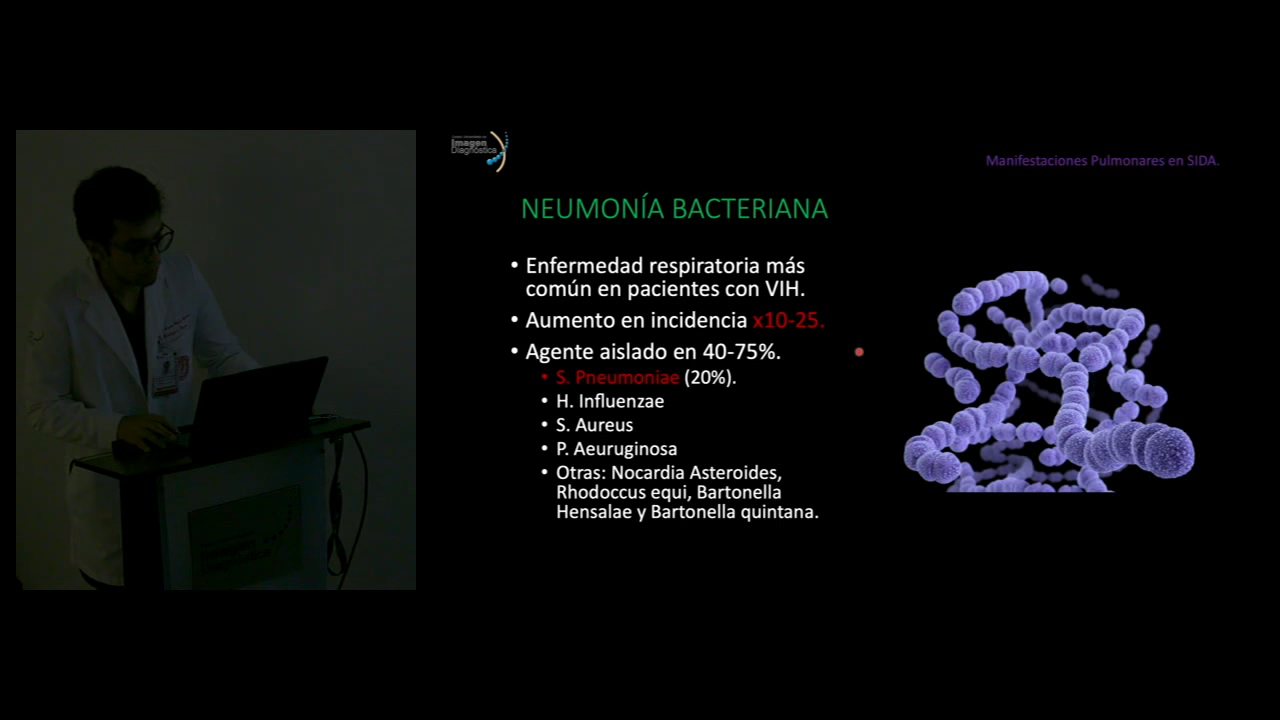 Imagen
Diagnóstica
Manifestaciones Pulmonares en SIDA.
NEUMONÍA BACTERIANA
• Enfermedad respiratoria más
común en pacientes con VIH.
• Aumento en incidencia x10-25.
• Agente aislado en 40-75%.
• S. Pneumoniae (20%).
• H. Influenzae
• S. Aureus
• P. Aeuruginosa
• Otras: Nocardia Asteroides,
Rhodoccus equi, Bartonella
Hensalae y Bartonella quintana.